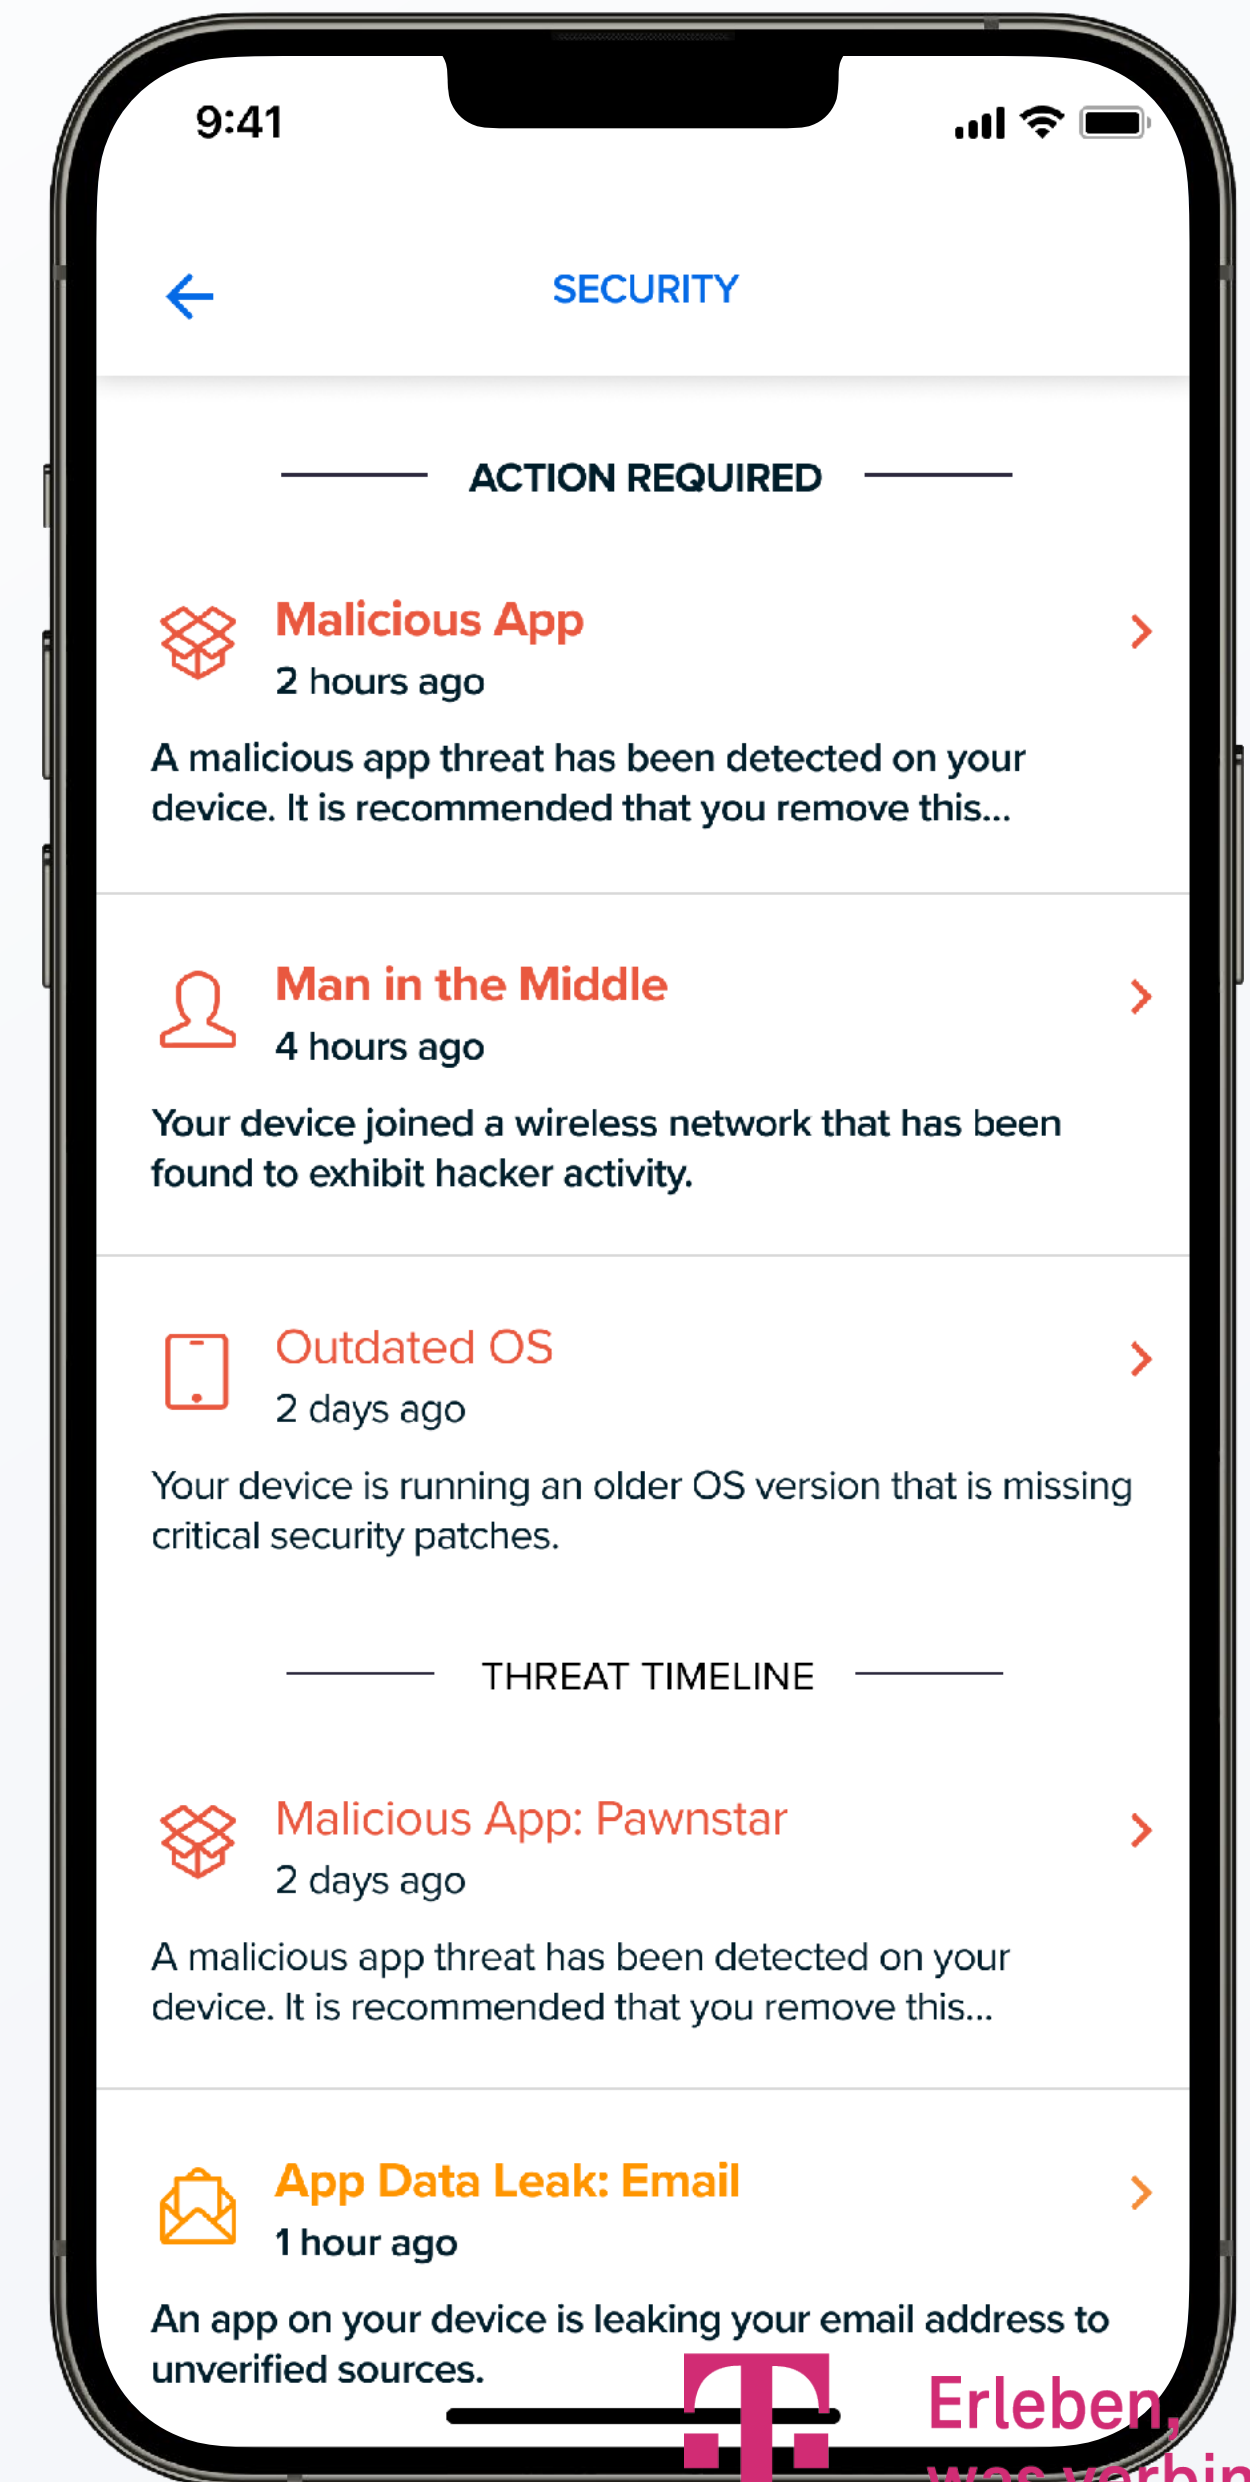 9:41
SECURITY
ACTION REQUIRED
Malicious App
2 hours ago
A malicious app threat has been detected on your
device. It is recommended that you remove this...
Man in the Middle
4 hours ago
Your device joined a wireless network that has been
found to exhibit hacker activity.
Outdated OS
2 days ago
Your device is running an older OS version that is missing
critical security patches.
THREAT TIMELINE
Malicious App: Pawnstar
2 days ago
A malicious app threat has been detected on your
device. It is recommended that you remove this...
App Data Leak: Email
1 hour ago
An app on your device is leaking your email address to
unverified sources.
T
Erleben,
was